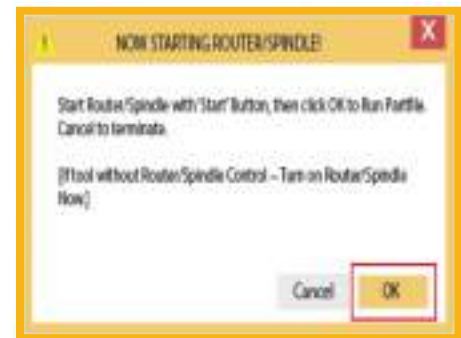 ! NOW STARTING ROUTER/SPINDLE! X
Start Router/Spindle with 'Start' Button, then click OK to Run Partfile.
Cancel to terminate.
[If tool without Router/Spindle Control – Turn on Router/Spindle
Now]
Cancel OK